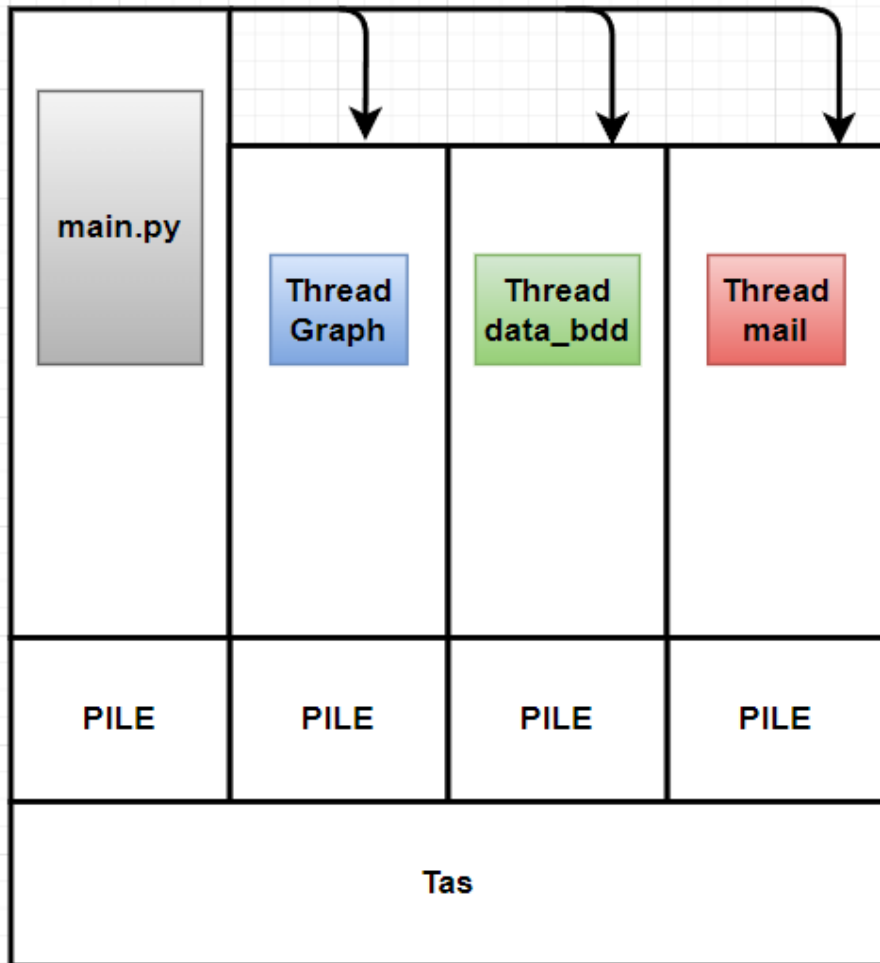 main.py
Thread
Graph
Thread
data_bdd
Thread
mail
PILE
PILE
PILE
PILE
Tas